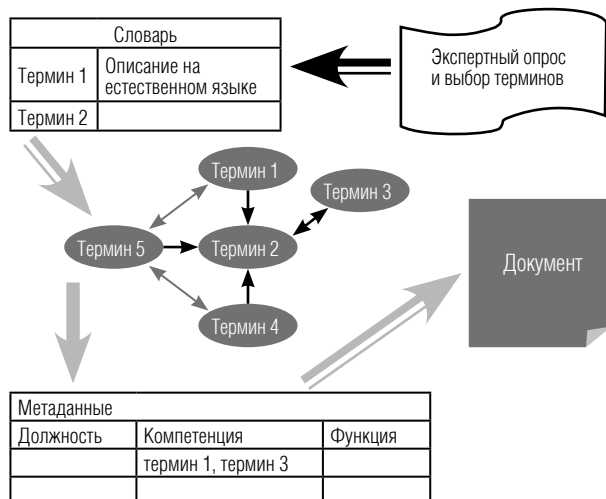 Словарь
Термин 1
Описание на
естественном языке
Термин 2
Экспертный опрос
и выбор терминов
Термин 1
Термин 3
Термин 5
Термин 2
Термин 4
Документ
Метаданные
Должность
Компетенция
Функция
термин 1, термин 3